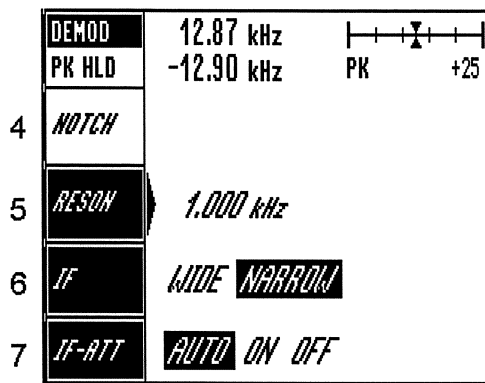 DEMOD 12.87 kHz
PK HLD -12.90 kHz PK +25
4 NOTCH
5 RESON 1.000 kHz
6 IF WIDE NARROW
7 IF-ATT AUTO ON OFF